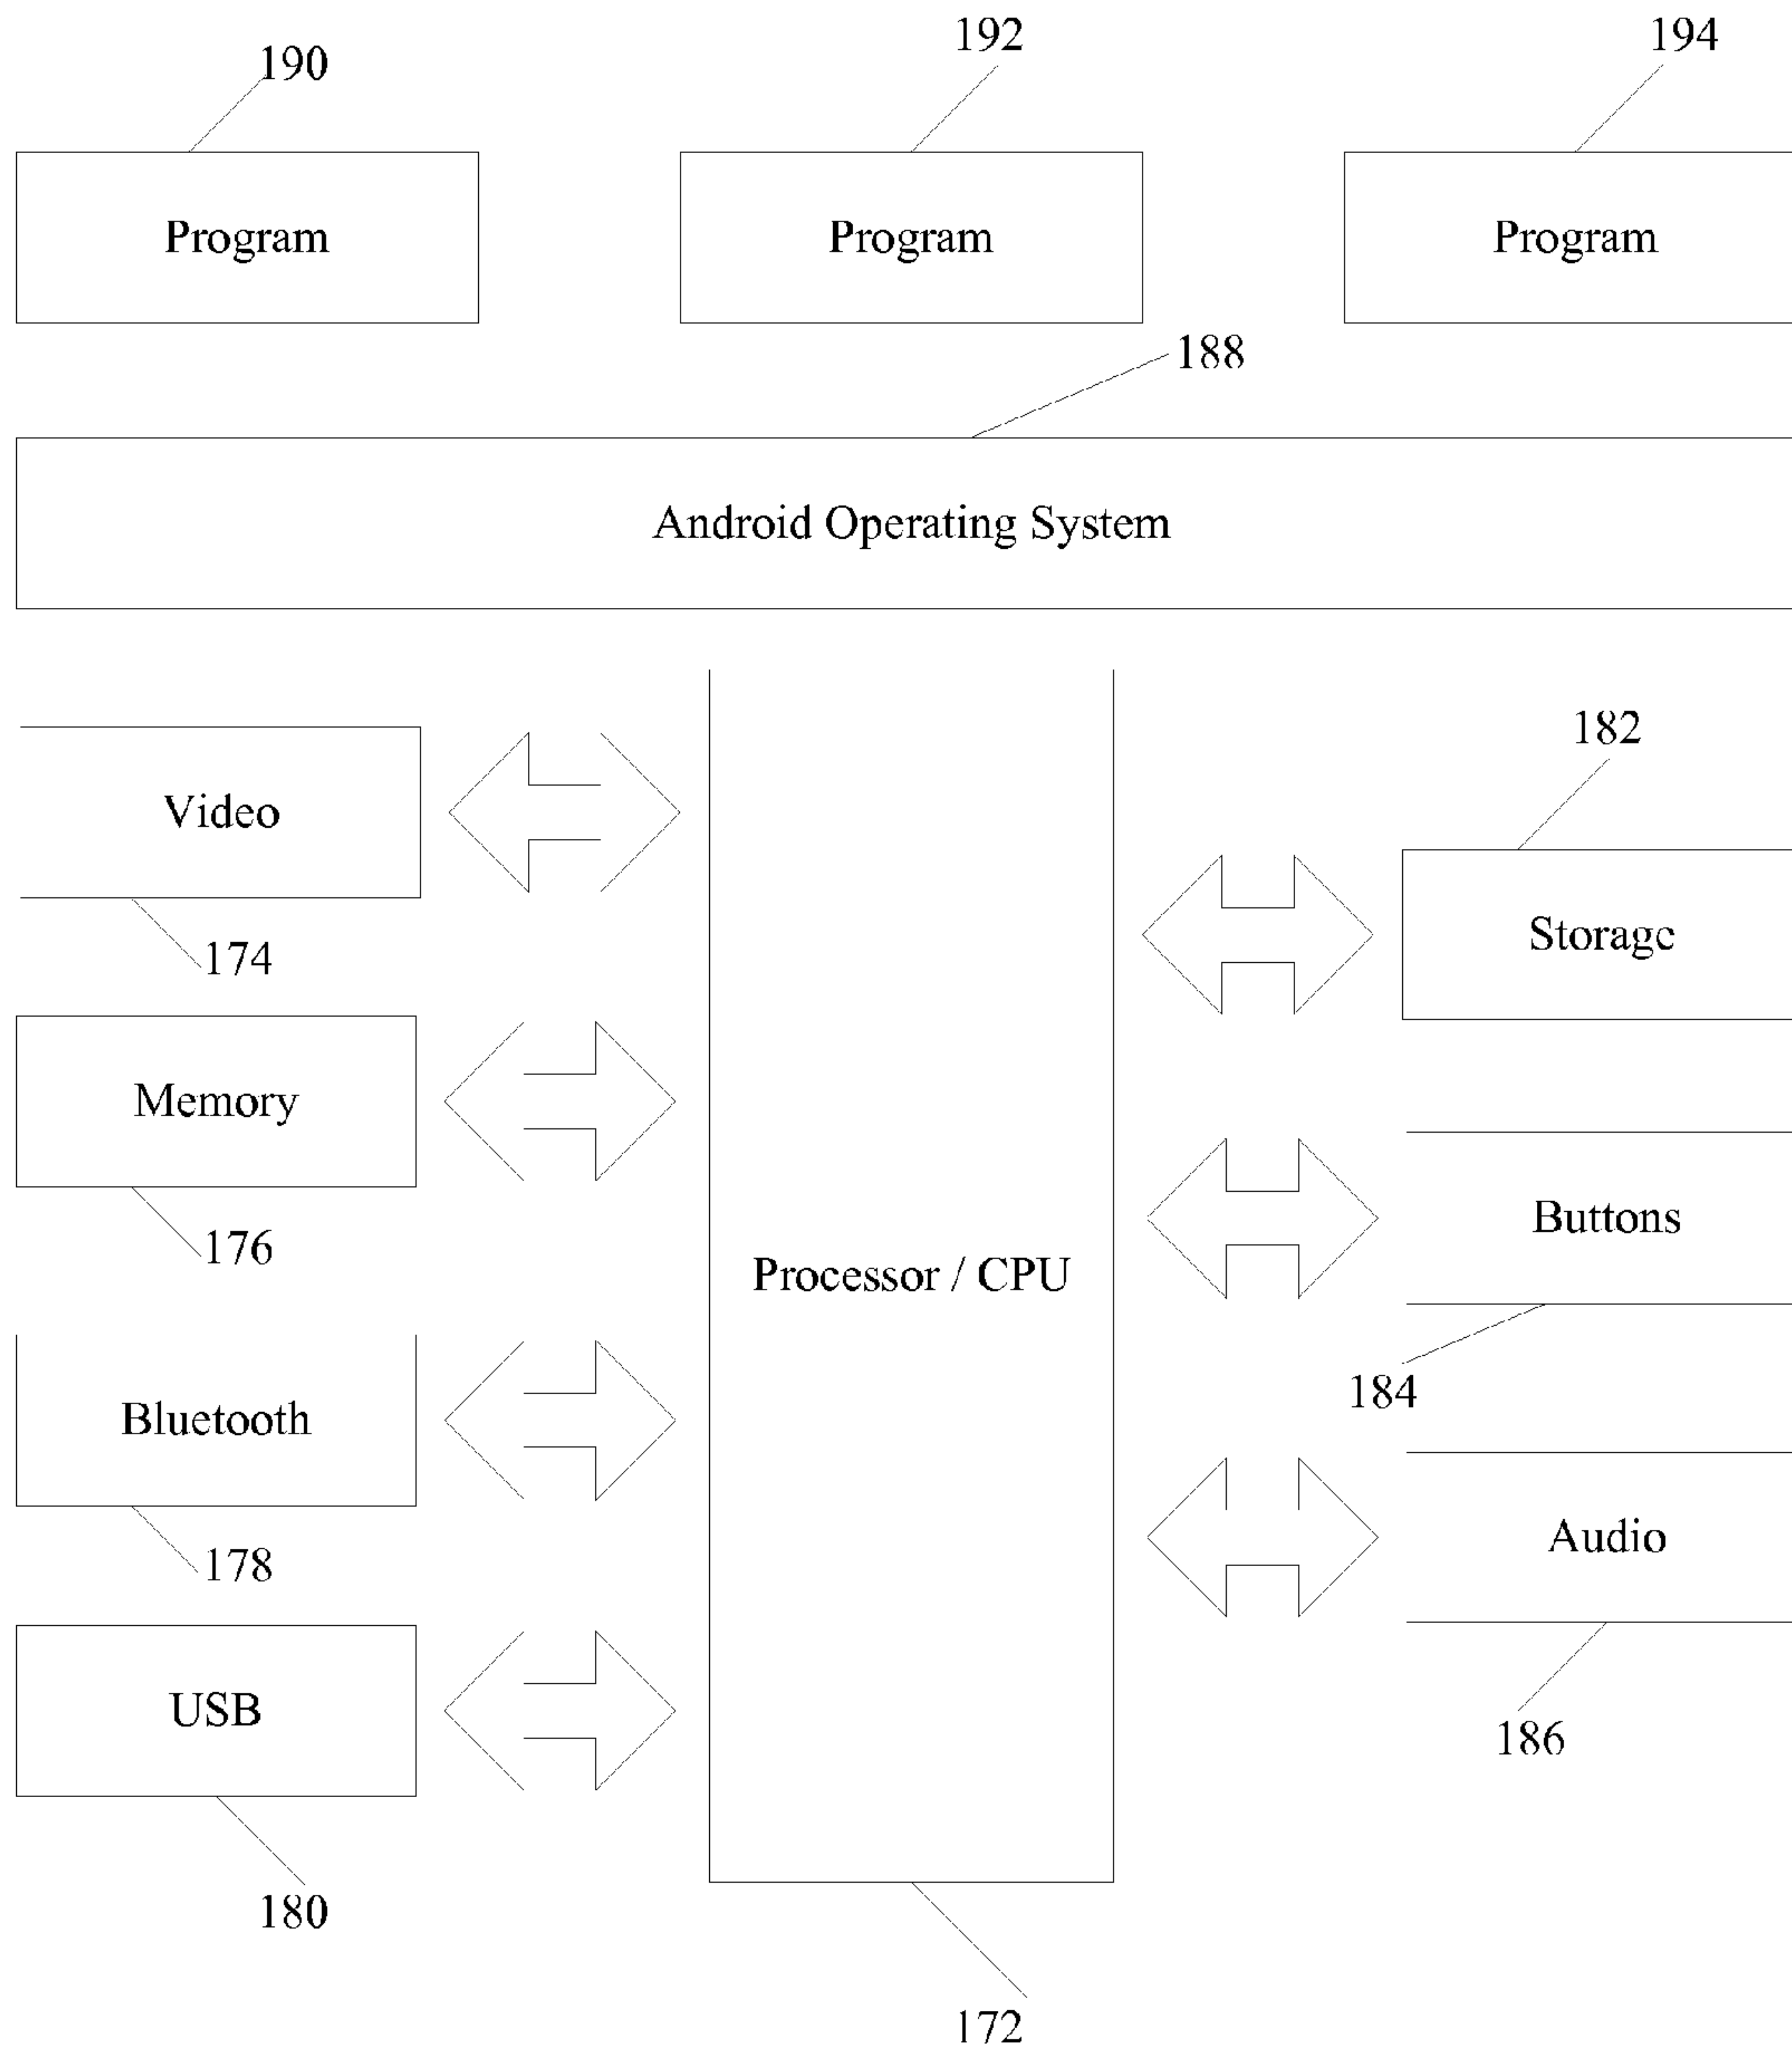 190
192
194
Program
Program
Program
188
Android Operating System
182
Video
174
Storage
Memory
176
Buttons
Processor / CPU
184
Bluetooth
178
Audio
USB
186
180
172